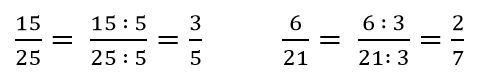 15/25 = 15 : 5/25 : 5 = 3/5    6/21 = 6 : 3/21: 3 = 2/7